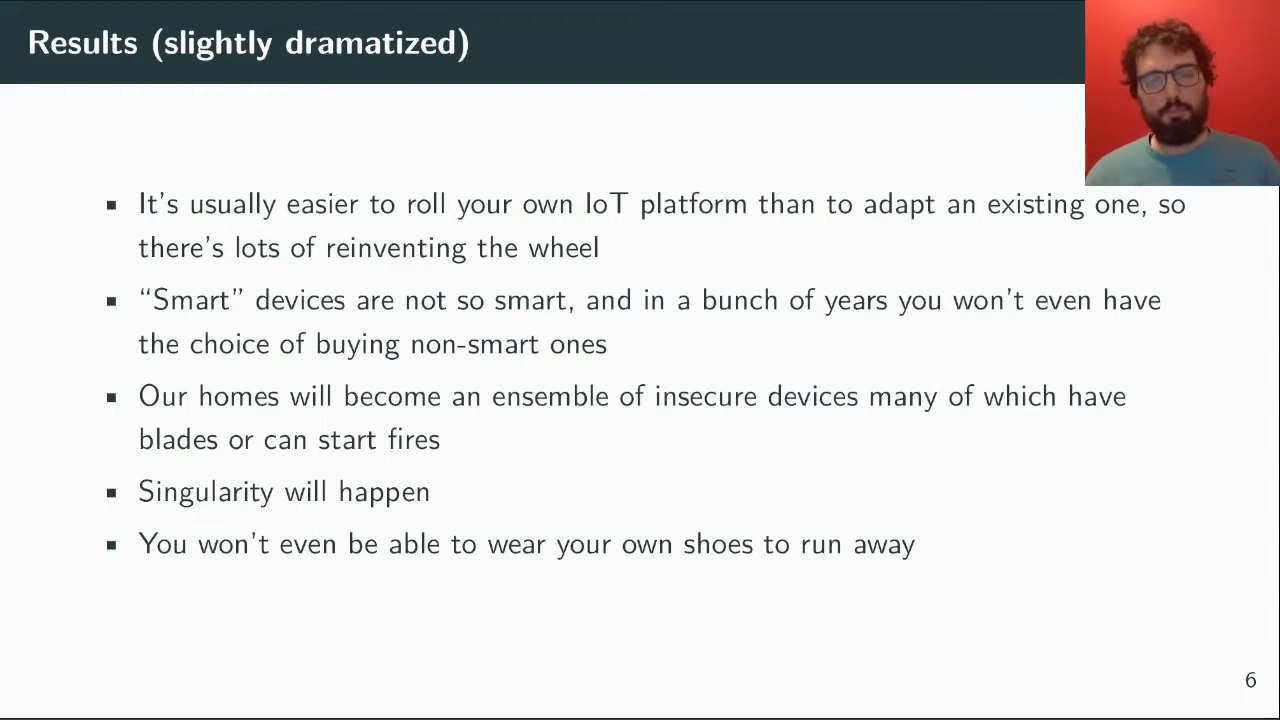 Results (slightly dramatized)
▪ It's usually easier to roll your own IoT platform than to adapt an existing one, so
there's lots of reinventing the wheel
▪ “Smart” devices are not so smart, and in a bunch of years you won't even have
the choice of buying non-smart ones
▪ Our homes will become an ensemble of insecure devices many of which have
blades or can start fires
▪ Singularity will happen
▪ You won't even be able to wear your own shoes to run away
6